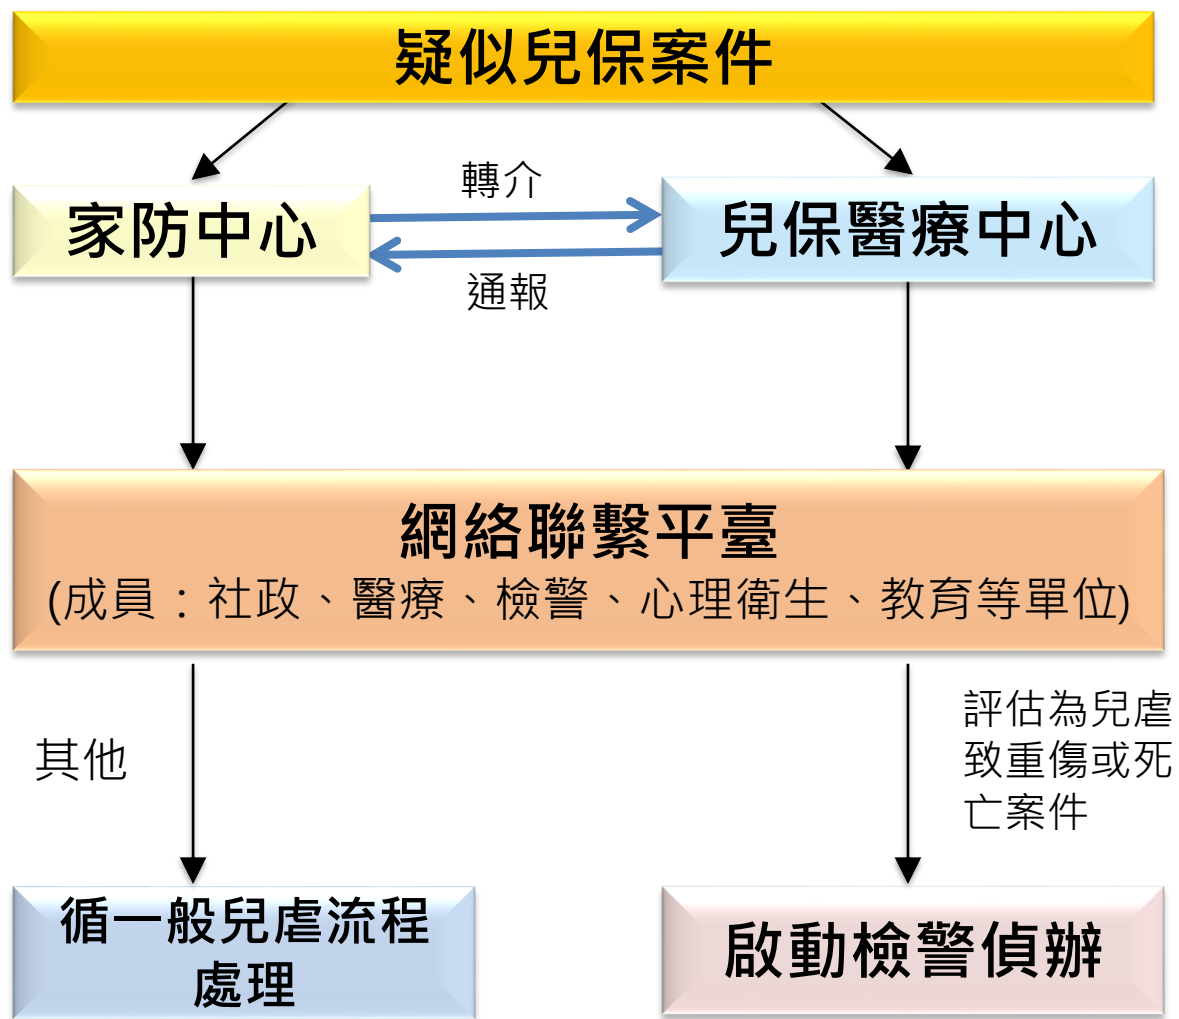 疑似兒保案件
轉介
家防中心
兒保醫療中心
通報
網絡聯繫平臺
(成員：社政、醫療、檢警、心理衛生、教育等單位)
其他
評估為兒虐
致重傷或死
亡案件
循一般兒虐流程
處理
啟動檢警偵辦